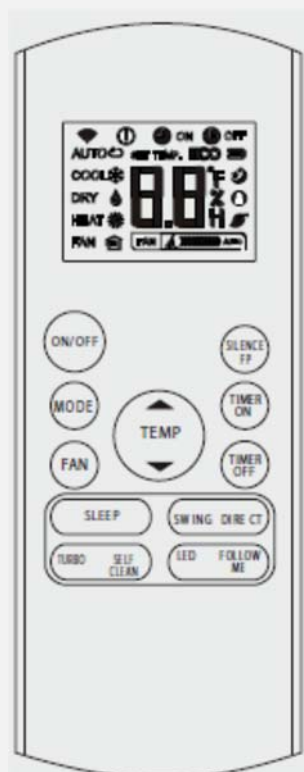 ON OFF
AUTO SET TEMP. ECO
COOL °F
DRY %
HEAT H
FAN FAN
8.8
ON/OFF
SILENCE
FP
MODE
TIMER
ON
TEMP
FAN
TIMER
OFF
SLEEP
SWING DIRECT
TURBO SELF
CLEAN
LED FOLLOW
ME